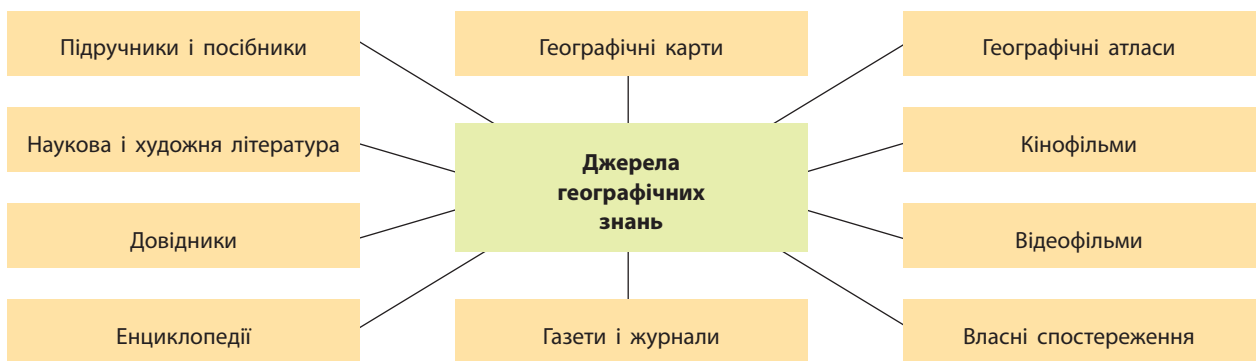 Підручники і посібники
Географічні карти
Географічні атласи
Наукова і художня література
Джерела
географічних
знань
Кінофільми
Довідники
Відеофільми
Енциклопедії
Газети і журнали
Власні спостереження